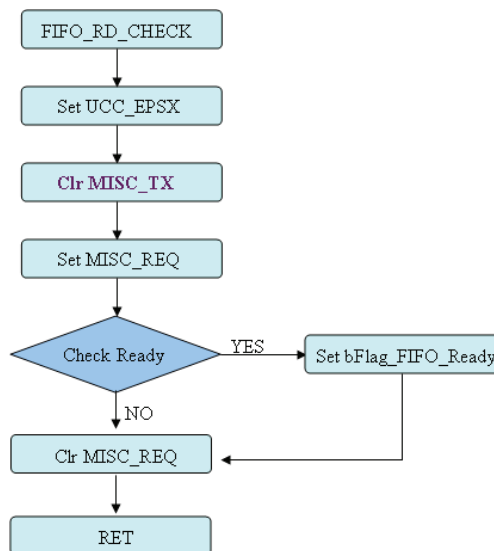 FIFO_RD_CHECK
Set UCC_EPSX
Clr MISC_TX
Set MISC_REQ
Check Ready
YES
Set bFlag_FIFO_Ready
NO
Clr MISC_REQ
RET